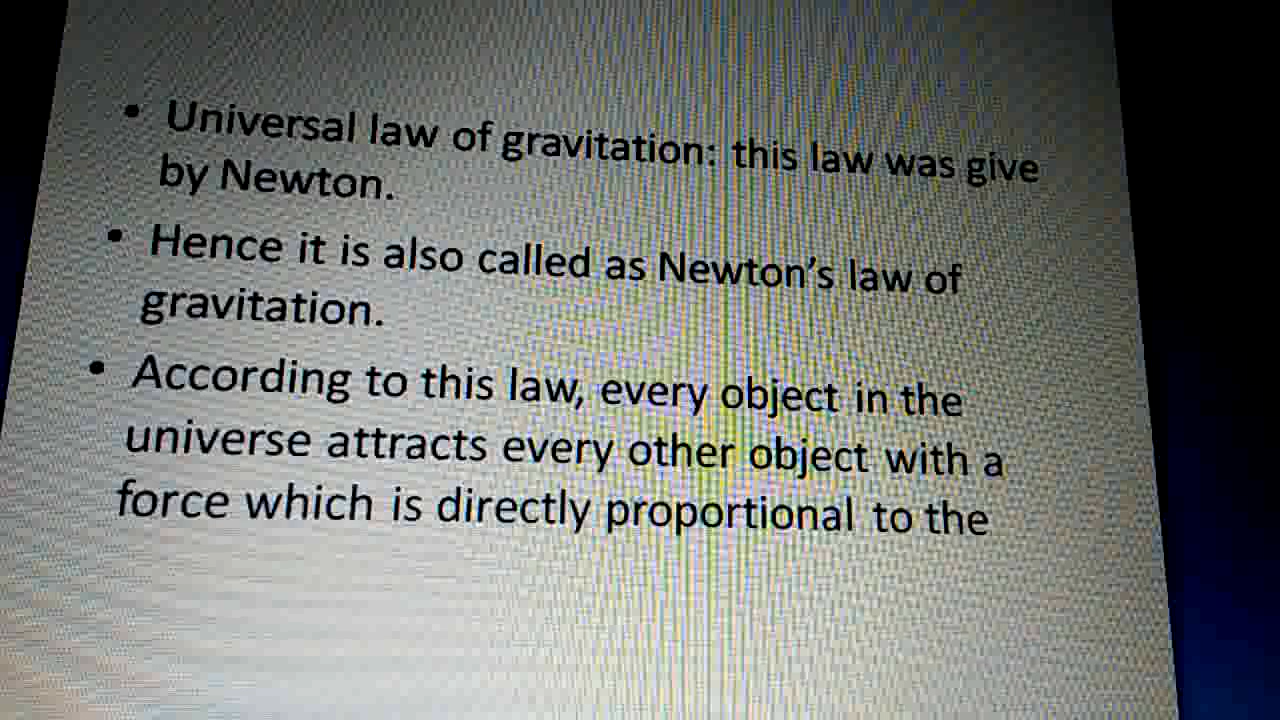 • Universal law of gravitation: this law was give
by Newton.
• Hence it is also called as Newton's law of
gravitation.
• According to this law, every object in the
universe attracts every other object with a
force which is directly proportional to the